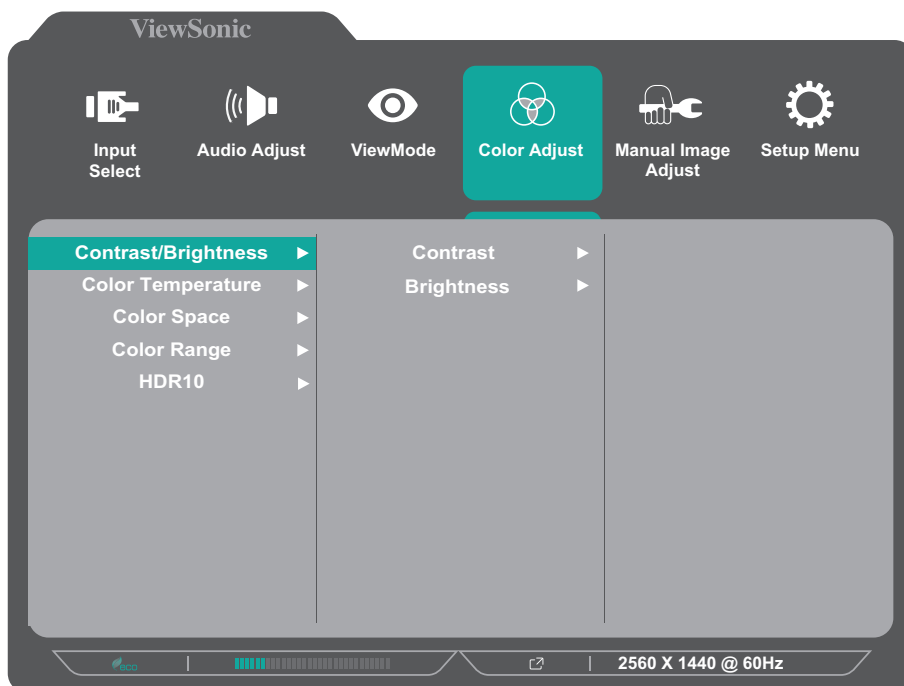 ViewSonic
Input
Select
Audio Adjust
ViewMode
Color Adjust
Manual Image
Adjust
Setup Menu
Contrast/Brightness
Color Temperature
Color Space
Color Range
HDR10
Contrast
Brightness
eco
2560 X 1440 @ 60Hz